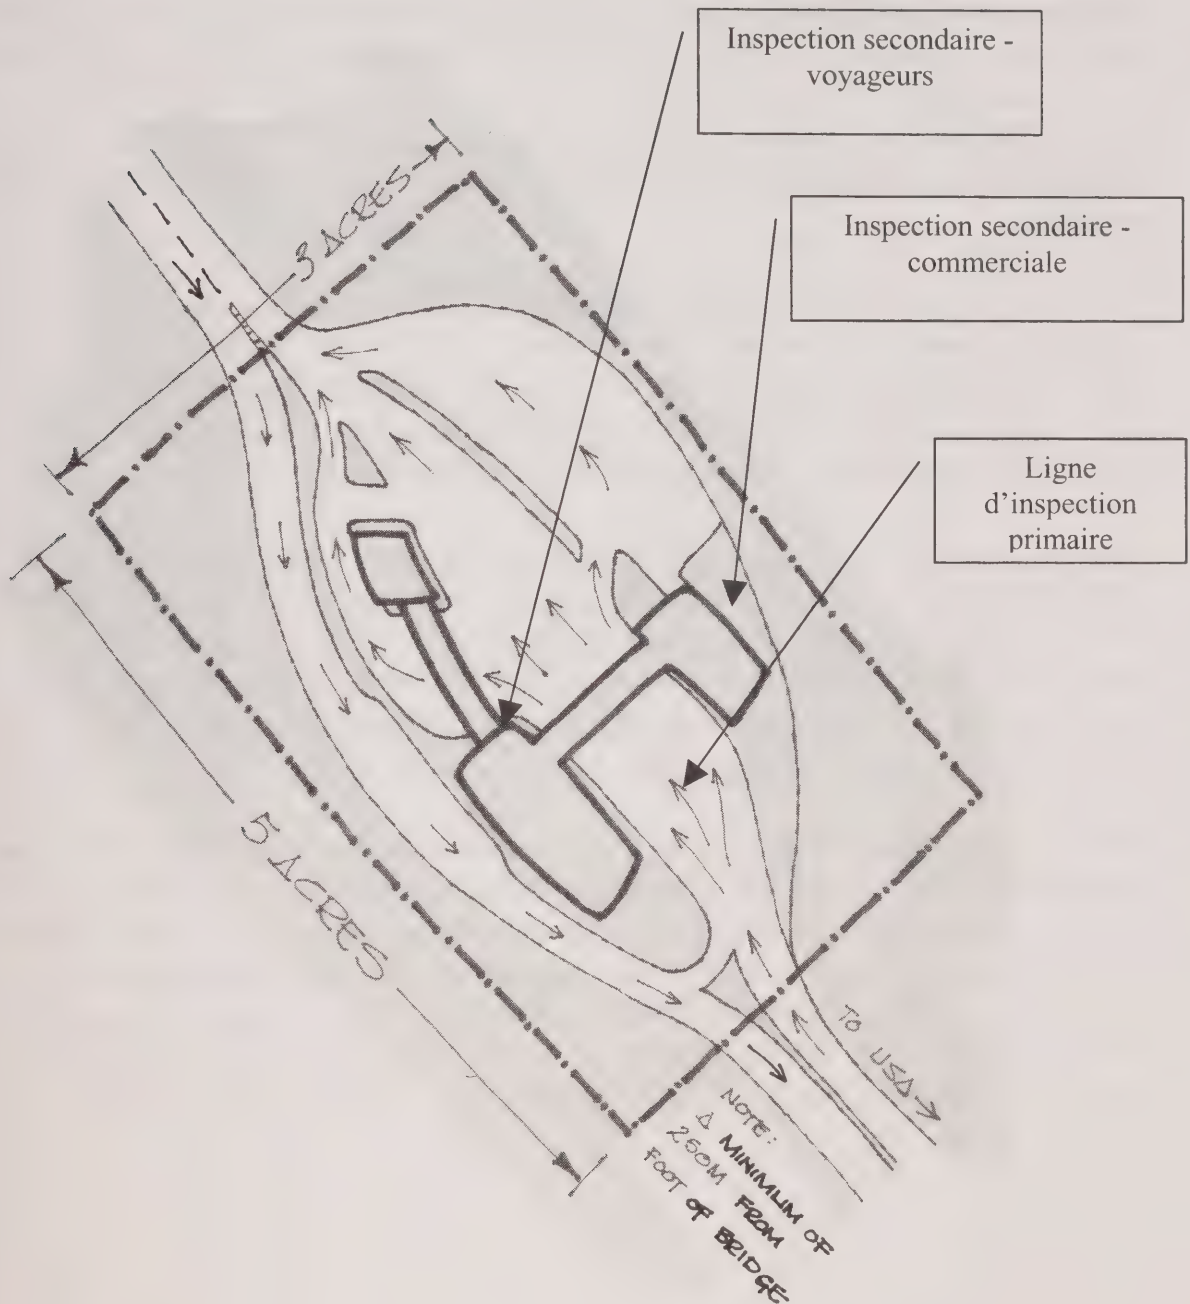 Inspection secondaire -
voyageurs
Inspection secondaire -
commerciale
Ligne
d'inspection
primaire
3 ACRES
5 ACRES
TO USA →
NOTE:
A MINIMUM OF
250M FROM
FOOT OF BRIDGE